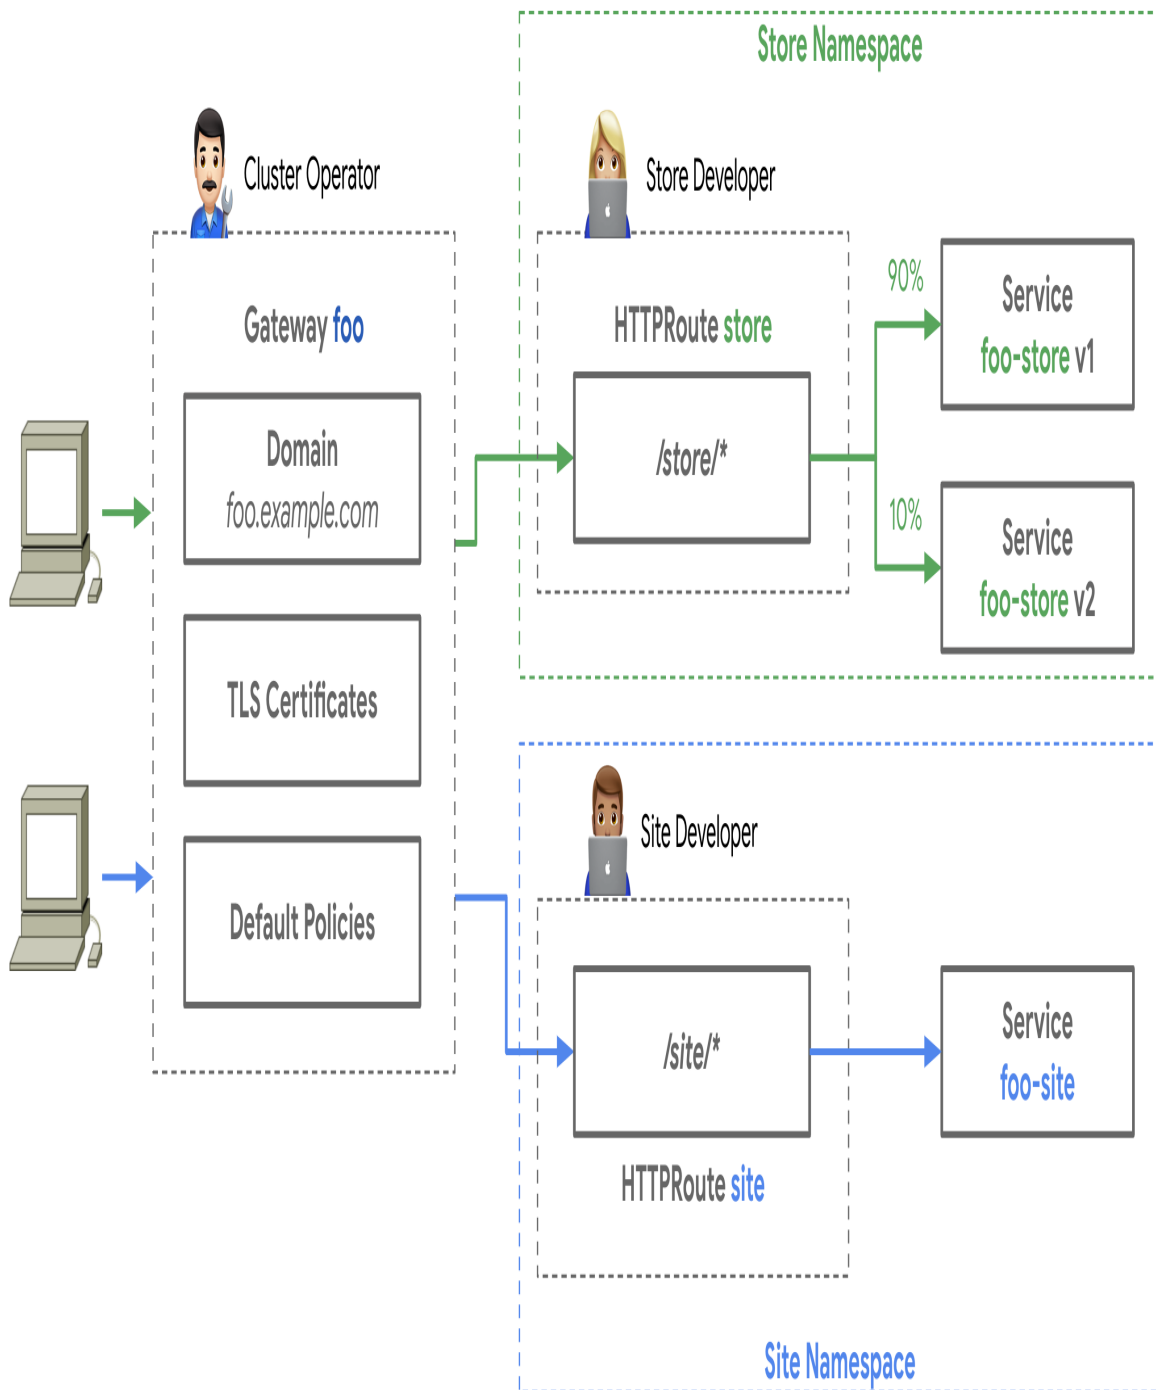 Store Namespace
Cluster Operator
Store Developer
Gateway foo
Domain
foo.example.com
TLS Certificates
Default Policies
HTTPRoute store
/store/*
90%
Service
foo-store v1
10%
Service
foo-store v2
Site Developer
/site/*
HTTPRoute site
Service
foo-site
Site Namespace